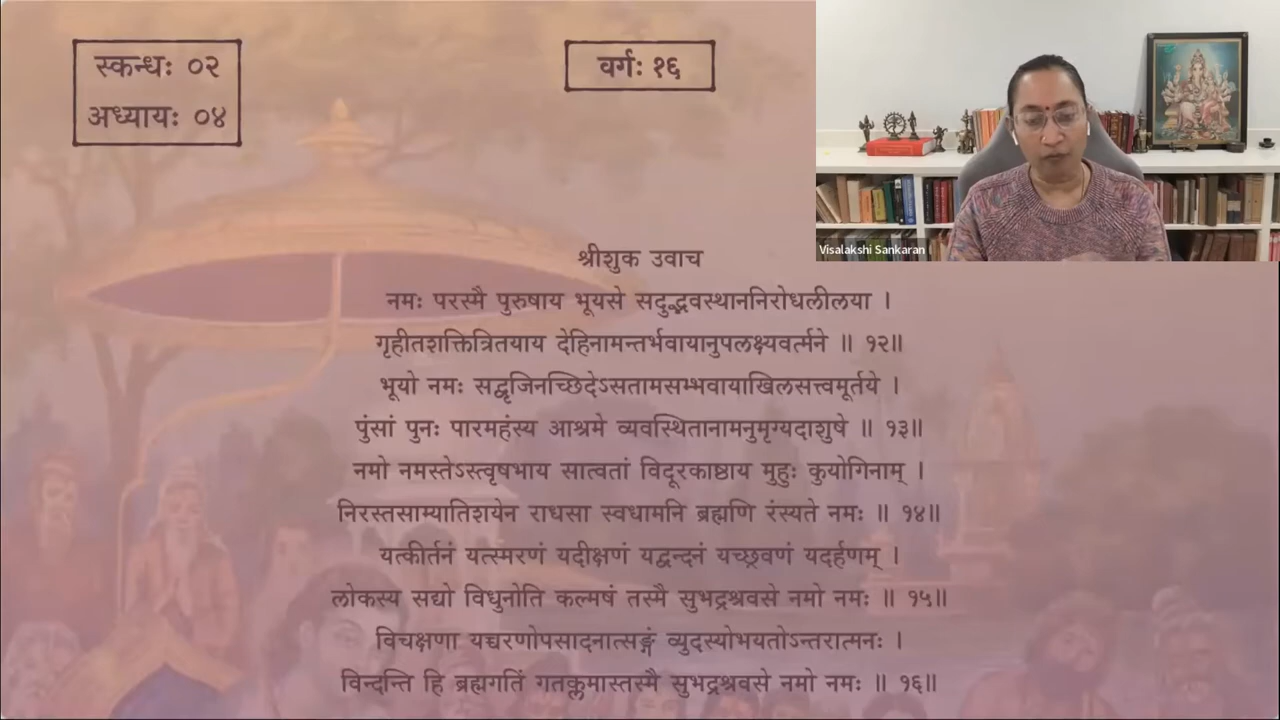 स्कन्धः ०२
अध्यायः ०४
वर्गः १६
Visalakshi Sankaran
श्रीशुक उवाच
नमः परस्मै पुरुषाय भूयसे सदुद्भवस्थाननिरोधलीलया ।
गृहीतशक्तित्रितयाय देहिनामन्तर्भवायानुपलक्ष्यवर्त्मने ॥ १२॥
भूयो नमः सद्वृजिनच्छिदेऽसतामसम्भवायाखिलसत्त्वमूर्तये ।
पुंसां पुनः पारमहंस्य आश्रमे व्यवस्थितानामनुमृग्यदाशुषे ॥ १३॥
नमो नमस्तेऽस्त्वृषभाय सात्वतां विदूरकाष्ठाय मुहुः कुयोगिनाम् ।
निरस्तसाम्यातिशयेन राधसा स्वधामनि ब्रह्मणि रंस्यते नमः ॥ १४॥
यत्कीर्तनं यत्स्मरणं यदीक्षणं यद्वन्दनं यच्छ्रवणं यदर्हणम् ।
लोकस्य सद्यो विधुनोति कल्मषं तस्मै सुभद्रश्रवसे नमो नमः ॥ १५॥
विचक्षणा यच्चरणोपसादनात्सङ्गं व्युदस्योभयतोऽन्तरात्मनः ।
विन्दन्ति हि ब्रह्मगतिं गतक्लमास्तस्मै सुभद्रश्रवसे नमो नमः ॥ १६॥